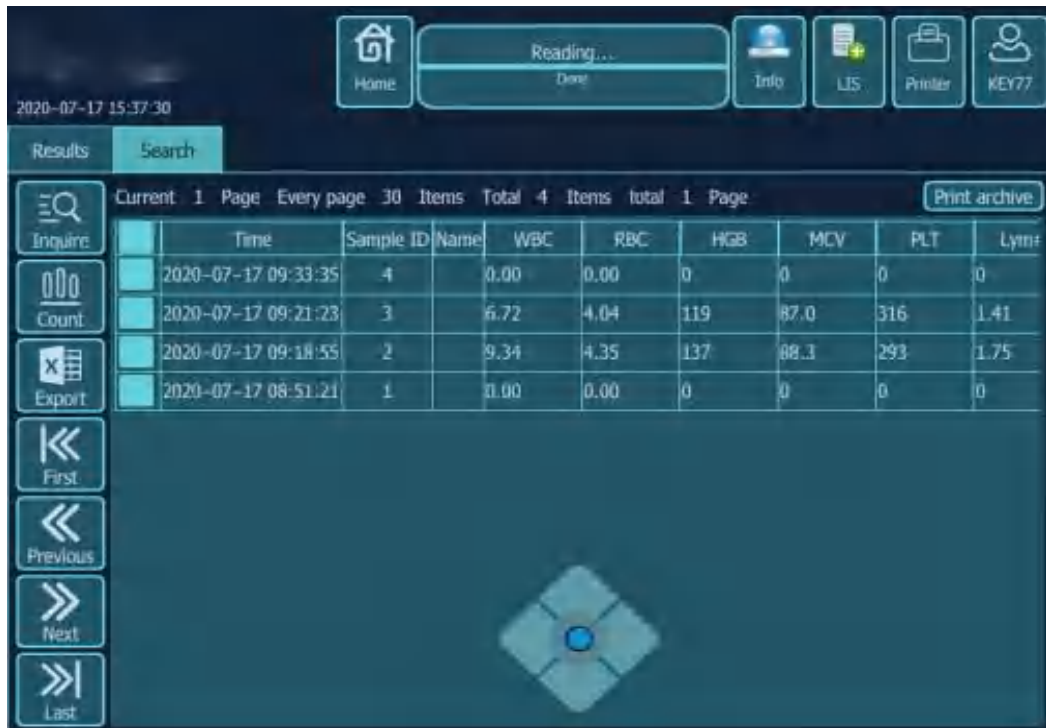 Home
Reading...
Done
Info
LIS
Printer
KEY77
2020-07-17 15:37:30
Results Search
Current 1 Page Every page 30 Items Total 4 Items total 1 Page
Print archive
Inquire
Count
Export
First
Previous
Next
Last
Time Sample ID Name WBC RBC HGB MCV PLT Lym#
2020-07-17 09:33:35 4 0.00 0.00 0 0 0 0
2020-07-17 09:21:23 3 6.72 4.04 119 87.0 316 1.41
2020-07-17 09:18:55 2 9.34 4.35 137 88.3 293 1.75
2020-07-17 08:51:21 1 0.00 0.00 0 0 0 0